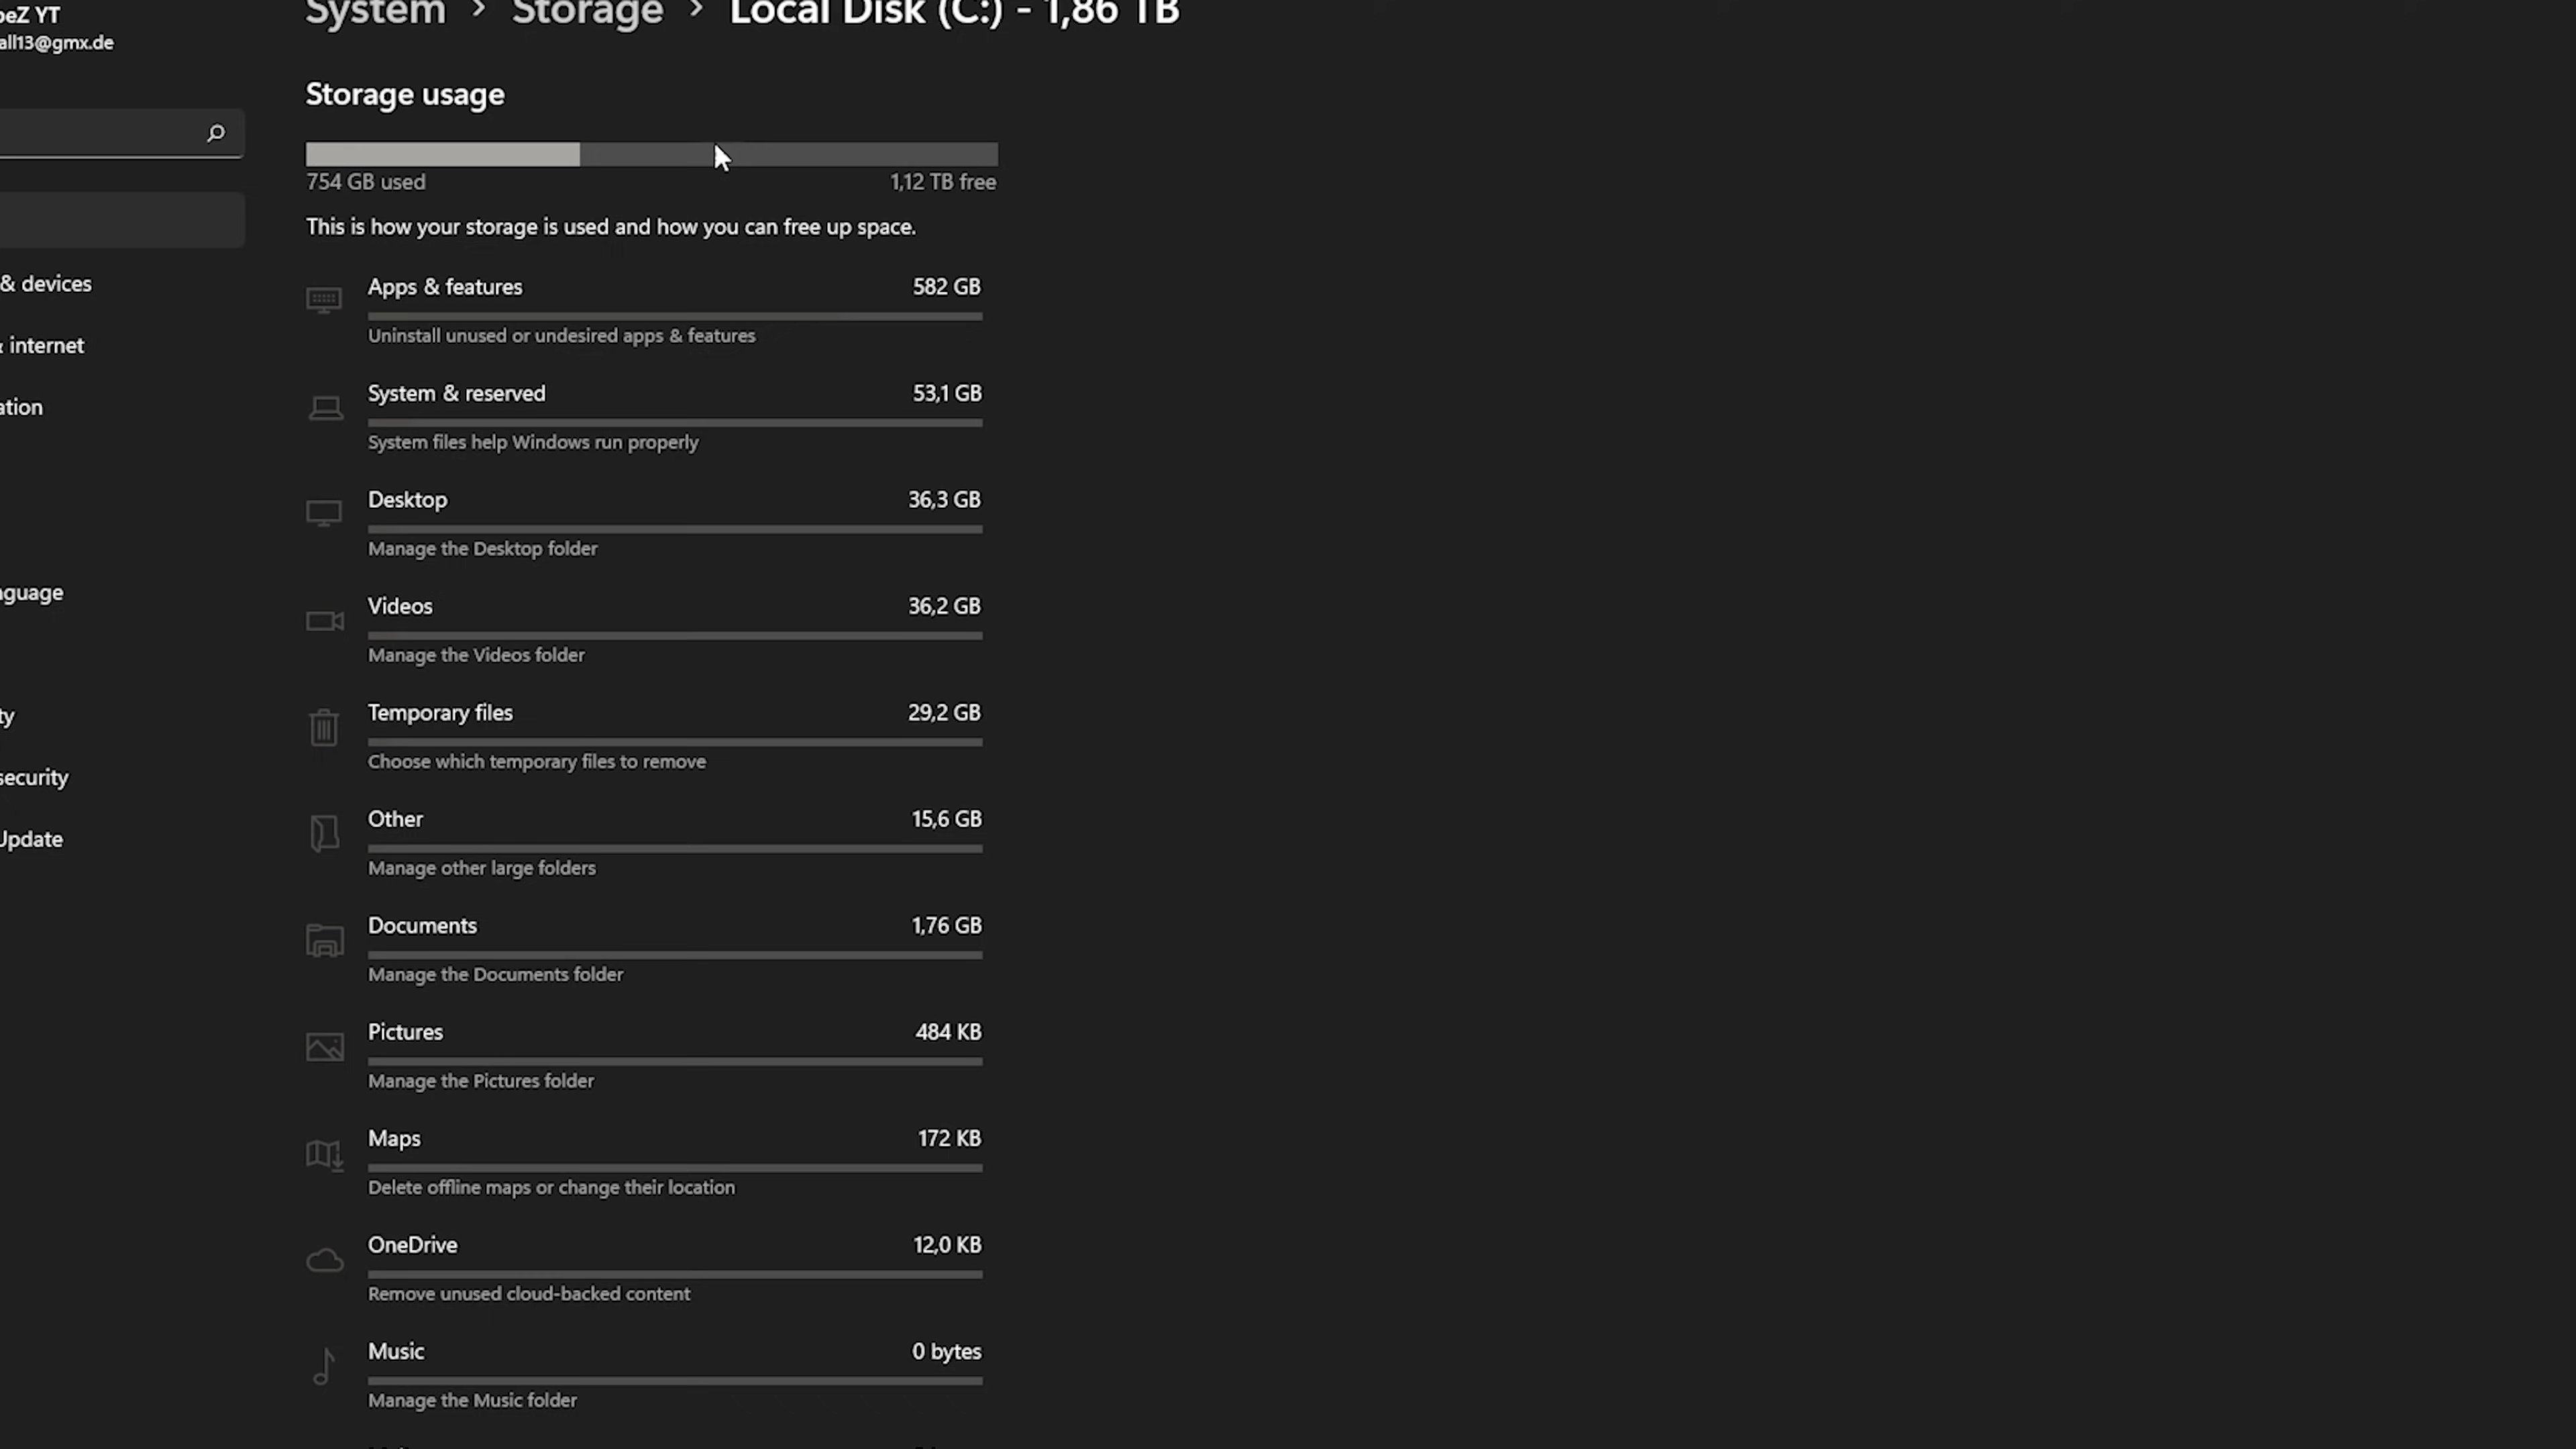 System > Storage > Local Disk (C:) - 1,86 TB
all13@gmx.de
Storage usage
754 GB used
1,12 TB free
This is how your storage is used and how you can free up space.
Apps & features
582 GB
Uninstall unused or undesired apps & features
System & reserved
53,1 GB
System files help Windows run properly
Desktop
36,3 GB
Manage the Desktop folder
Videos
36,2 GB
Manage the Videos folder
Temporary files
29,2 GB
Choose which temporary files to remove
Other
15,6 GB
Manage other large folders
Documents
1,76 GB
Manage the Documents folder
Pictures
484 KB
Manage the Pictures folder
Maps
172 KB
Delete offline maps or change their location
OneDrive
12,0 KB
Remove unused cloud-backed content
Music
0 bytes
Manage the Music folder
eZ YT
& devices
internet
ation
guage
ty
security
Update